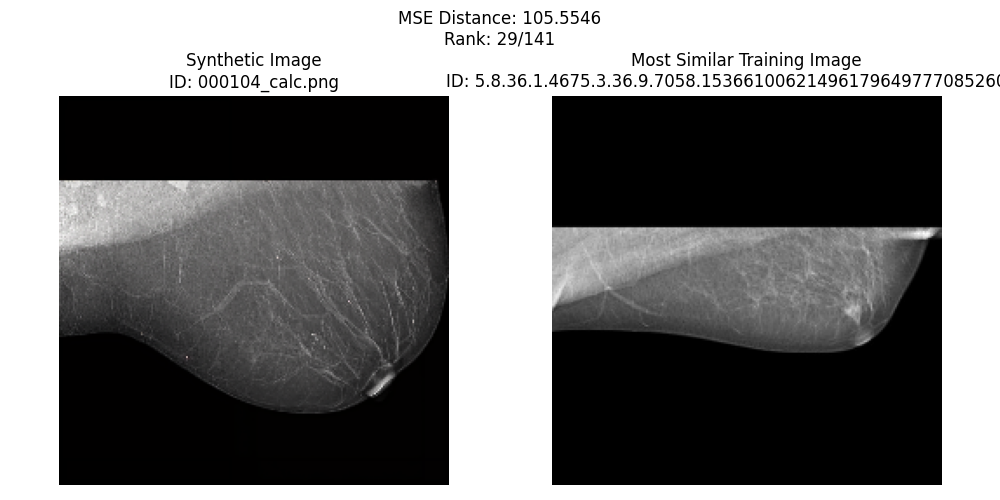 MSE Distance: 105.5546
Rank: 29/141
Synthetic Image
ID: 000104_calc.png
Most Similar Training Image
ID: 5.8.36.1.4675.3.36.9.7058.15366100621496179649777085260